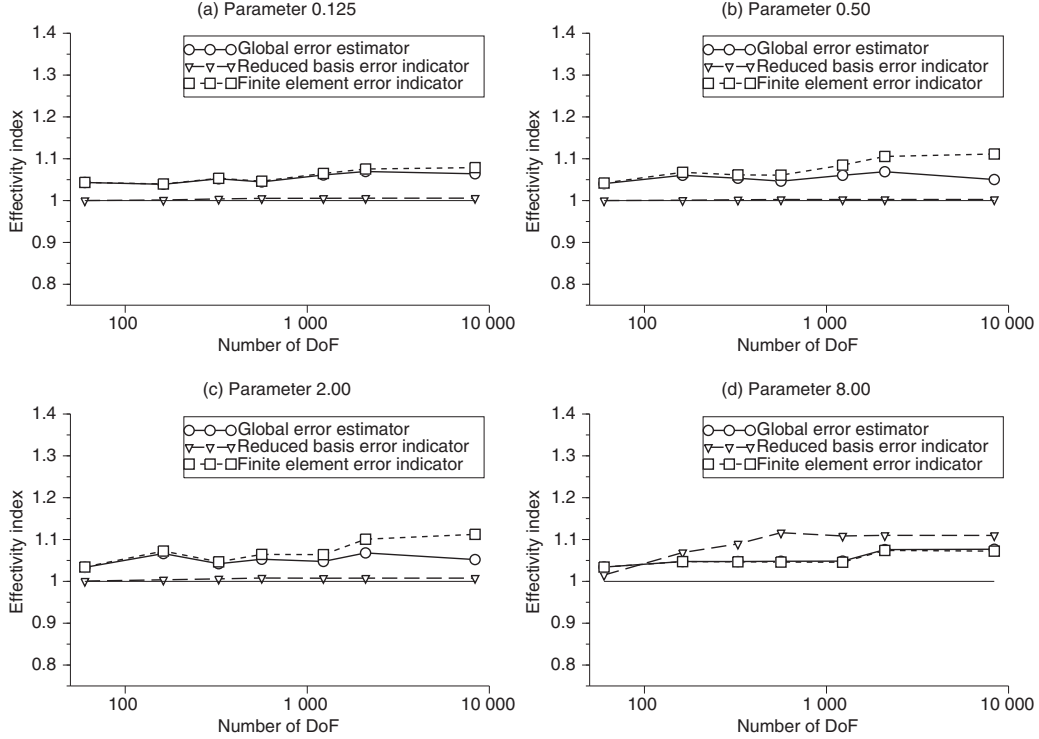 (a) Parameter 0.125
1.4
1.3
1.2
1.1
1
0.9
0.8
Effectivity index
Global error estimator
Reduced basis error indicator
Finite element error indicator
100
1 000
10 000
Number of DoF
(b) Parameter 0.50
1.4
1.3
1.2
1.1
1
0.9
0.8
Effectivity index
Global error estimator
Reduced basis error indicator
Finite element error indicator
100
1 000
10 000
Number of DoF
(c) Parameter 2.00
1.4
1.3
1.2
1.1
1
0.9
0.8
Effectivity index
Global error estimator
Reduced basis error indicator
Finite element error indicator
100
1 000
10 000
Number of DoF
(d) Parameter 8.00
1.4
1.3
1.2
1.1
1
0.9
0.8
Effectivity index
Global error estimator
Reduced basis error indicator
Finite element error indicator
100
1 000
10 000
Number of DoF